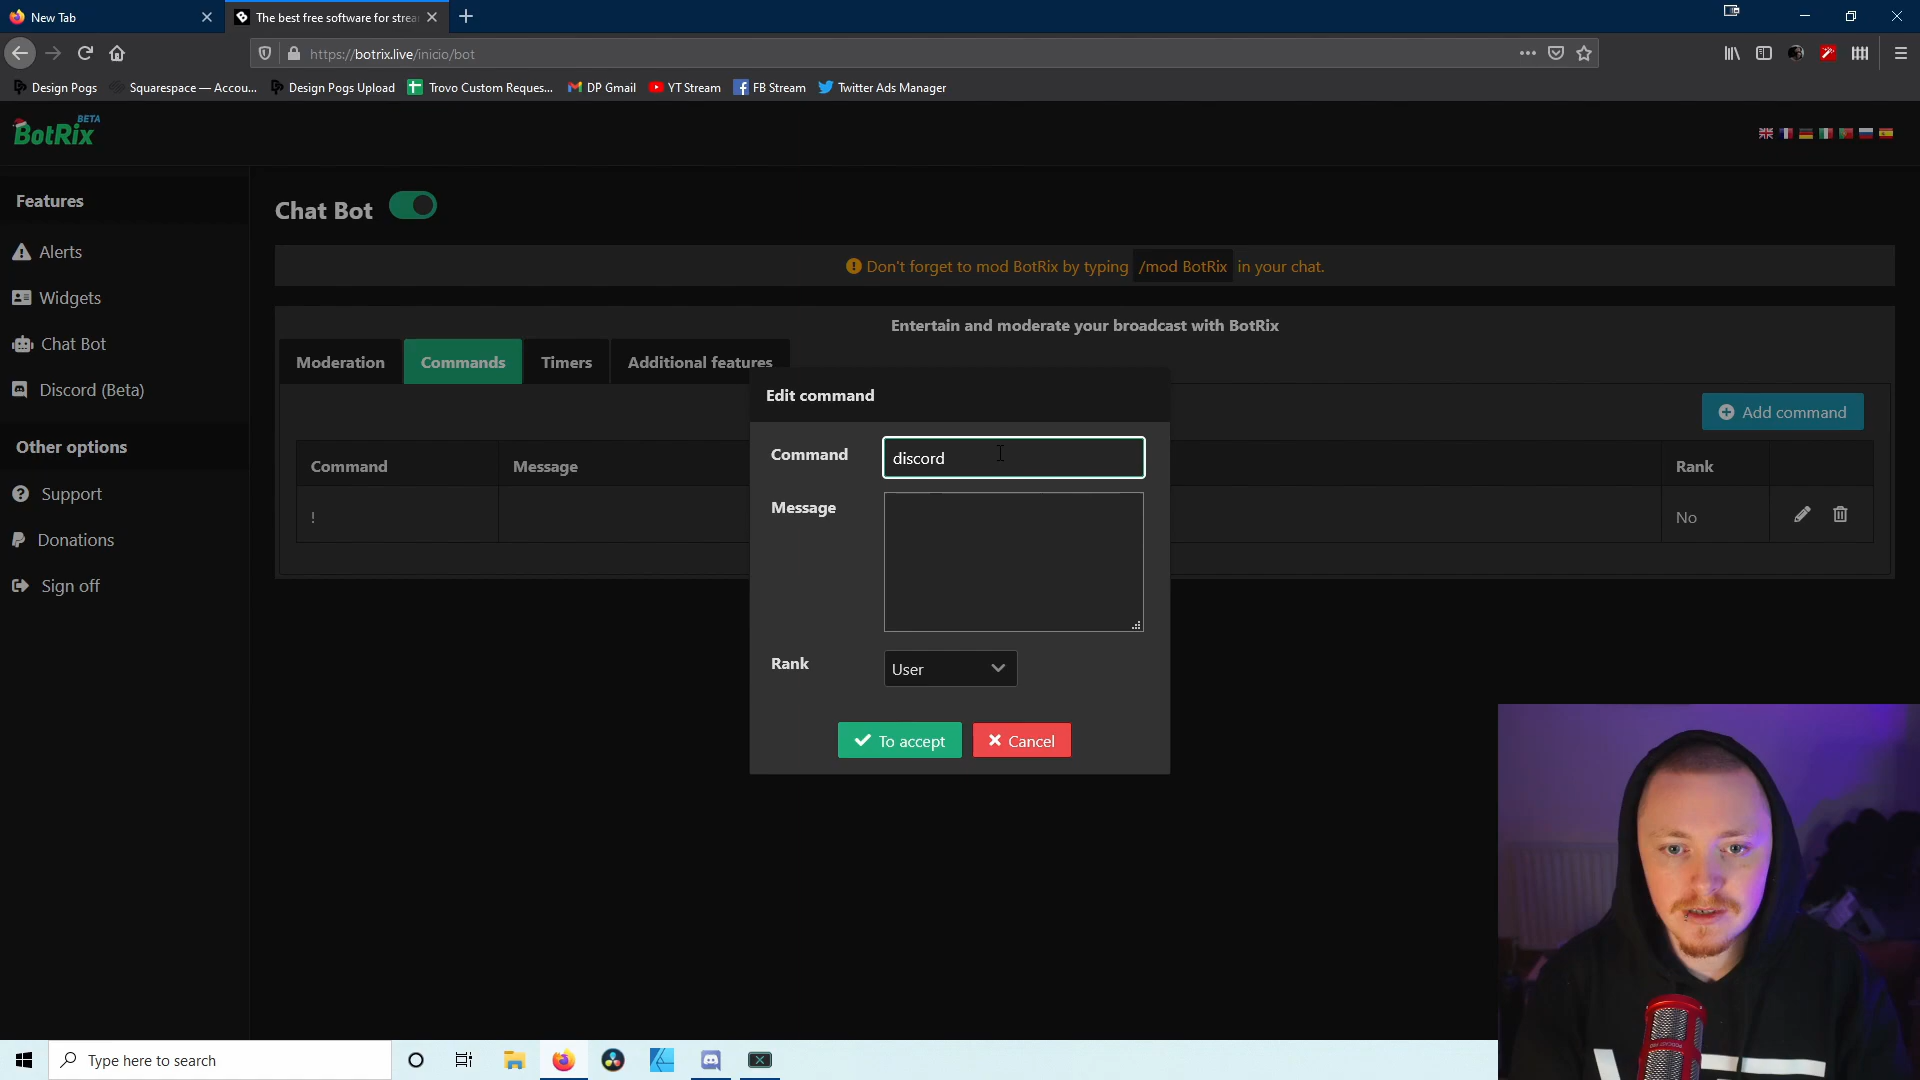 New Tab
The best free software for strea
https://botrix.live/inicio/bot
Design Pogs
Squarespace — Accou...
Design Pogs Upload
Trovo Custom Reques...
DP Gmail
YT Stream
FB Stream
Twitter Ads Manager
BotRix
BETA
Features
Alerts
Widgets
Chat Bot
Discord (Beta)
Other options
Support
Donations
Sign off
Chat Bot
Don't forget to mod BotRix by typing /mod BotRix in your chat.
Entertain and moderate your broadcast with BotRix
Moderation
Commands
Timers
Additional features
Add command
Command
Message
Rank
!
No
Edit command
Command
discord
Message
Rank
User
To accept
Cancel
Type here to search